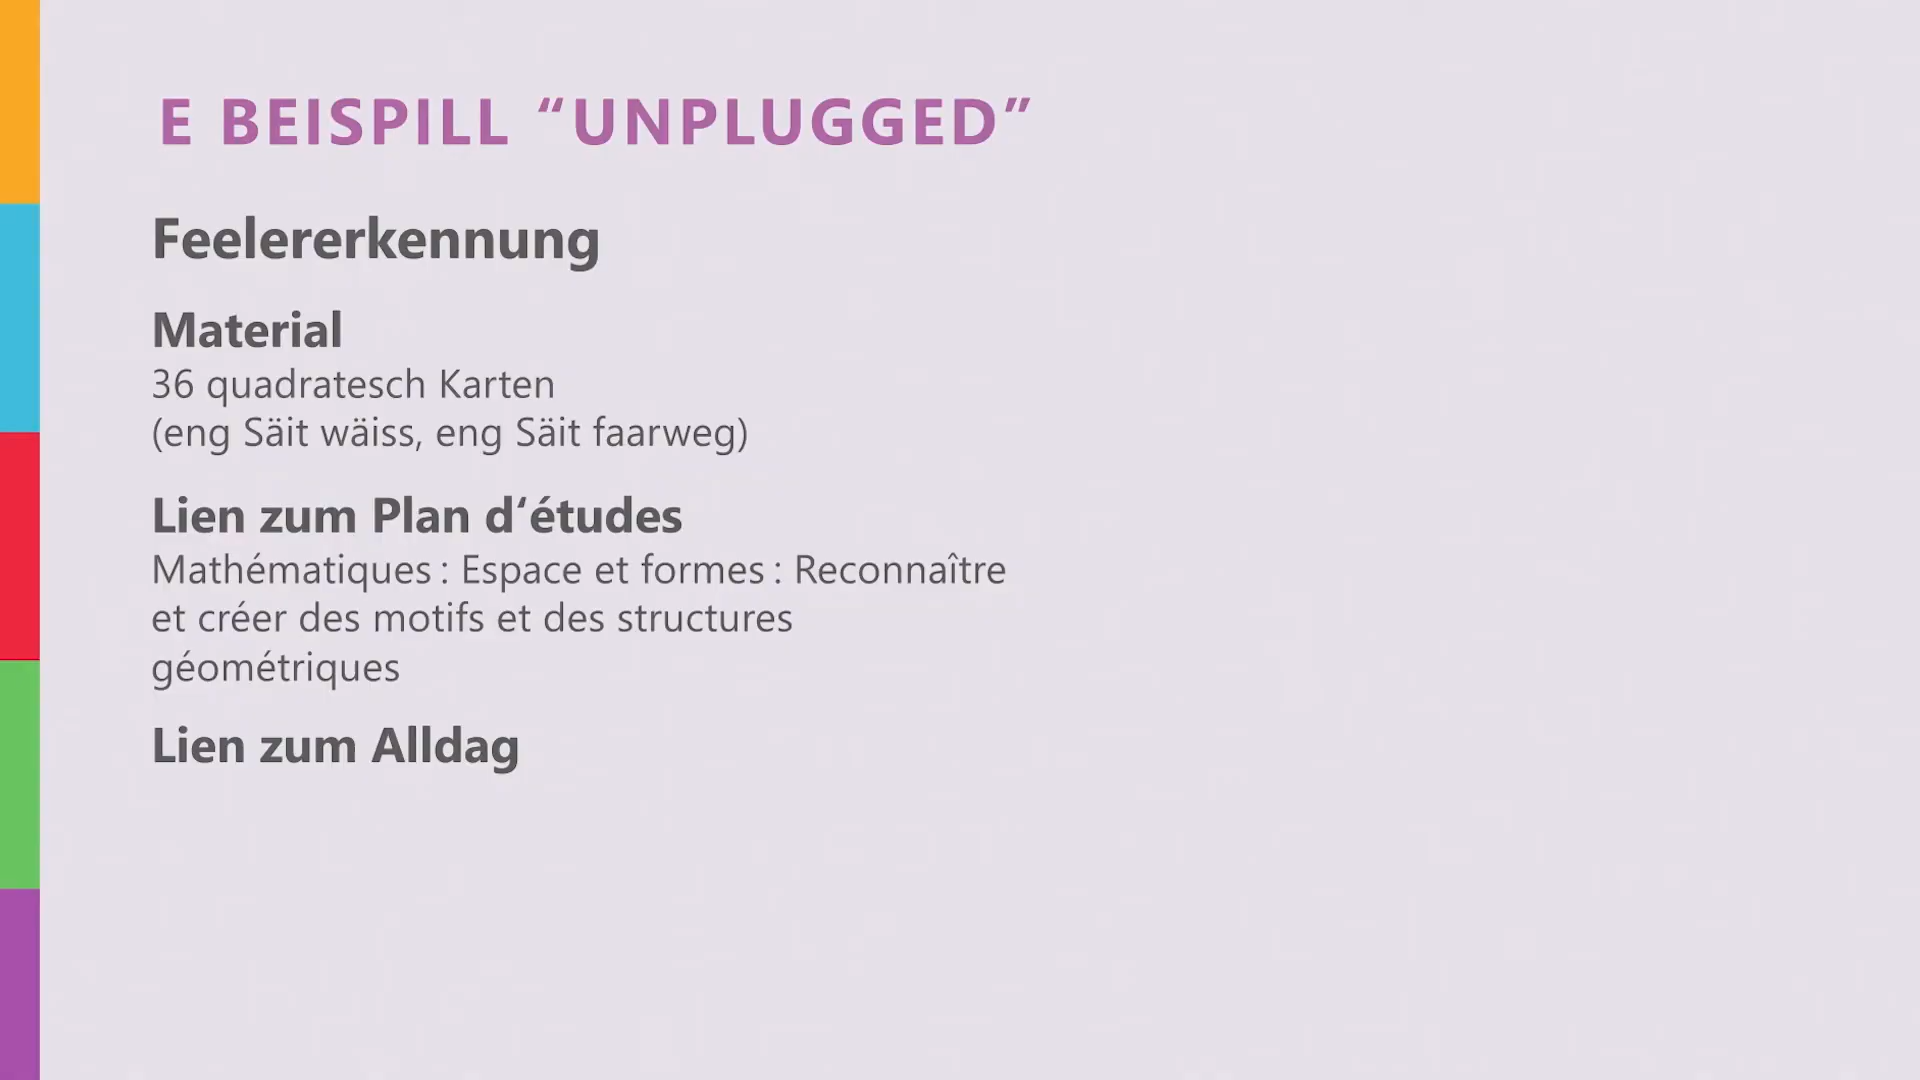 E BEISPILL “UNPLUGGED”
Feelererkennung
Material
36 quadratesch Karten
(eng Säit wäiss, eng Säit faarweg)
Lien zum Plan d‘études
Mathématiques : Espace et formes : Reconnaître
et créer des motifs et des structures
géométriques
Lien zum Alldag